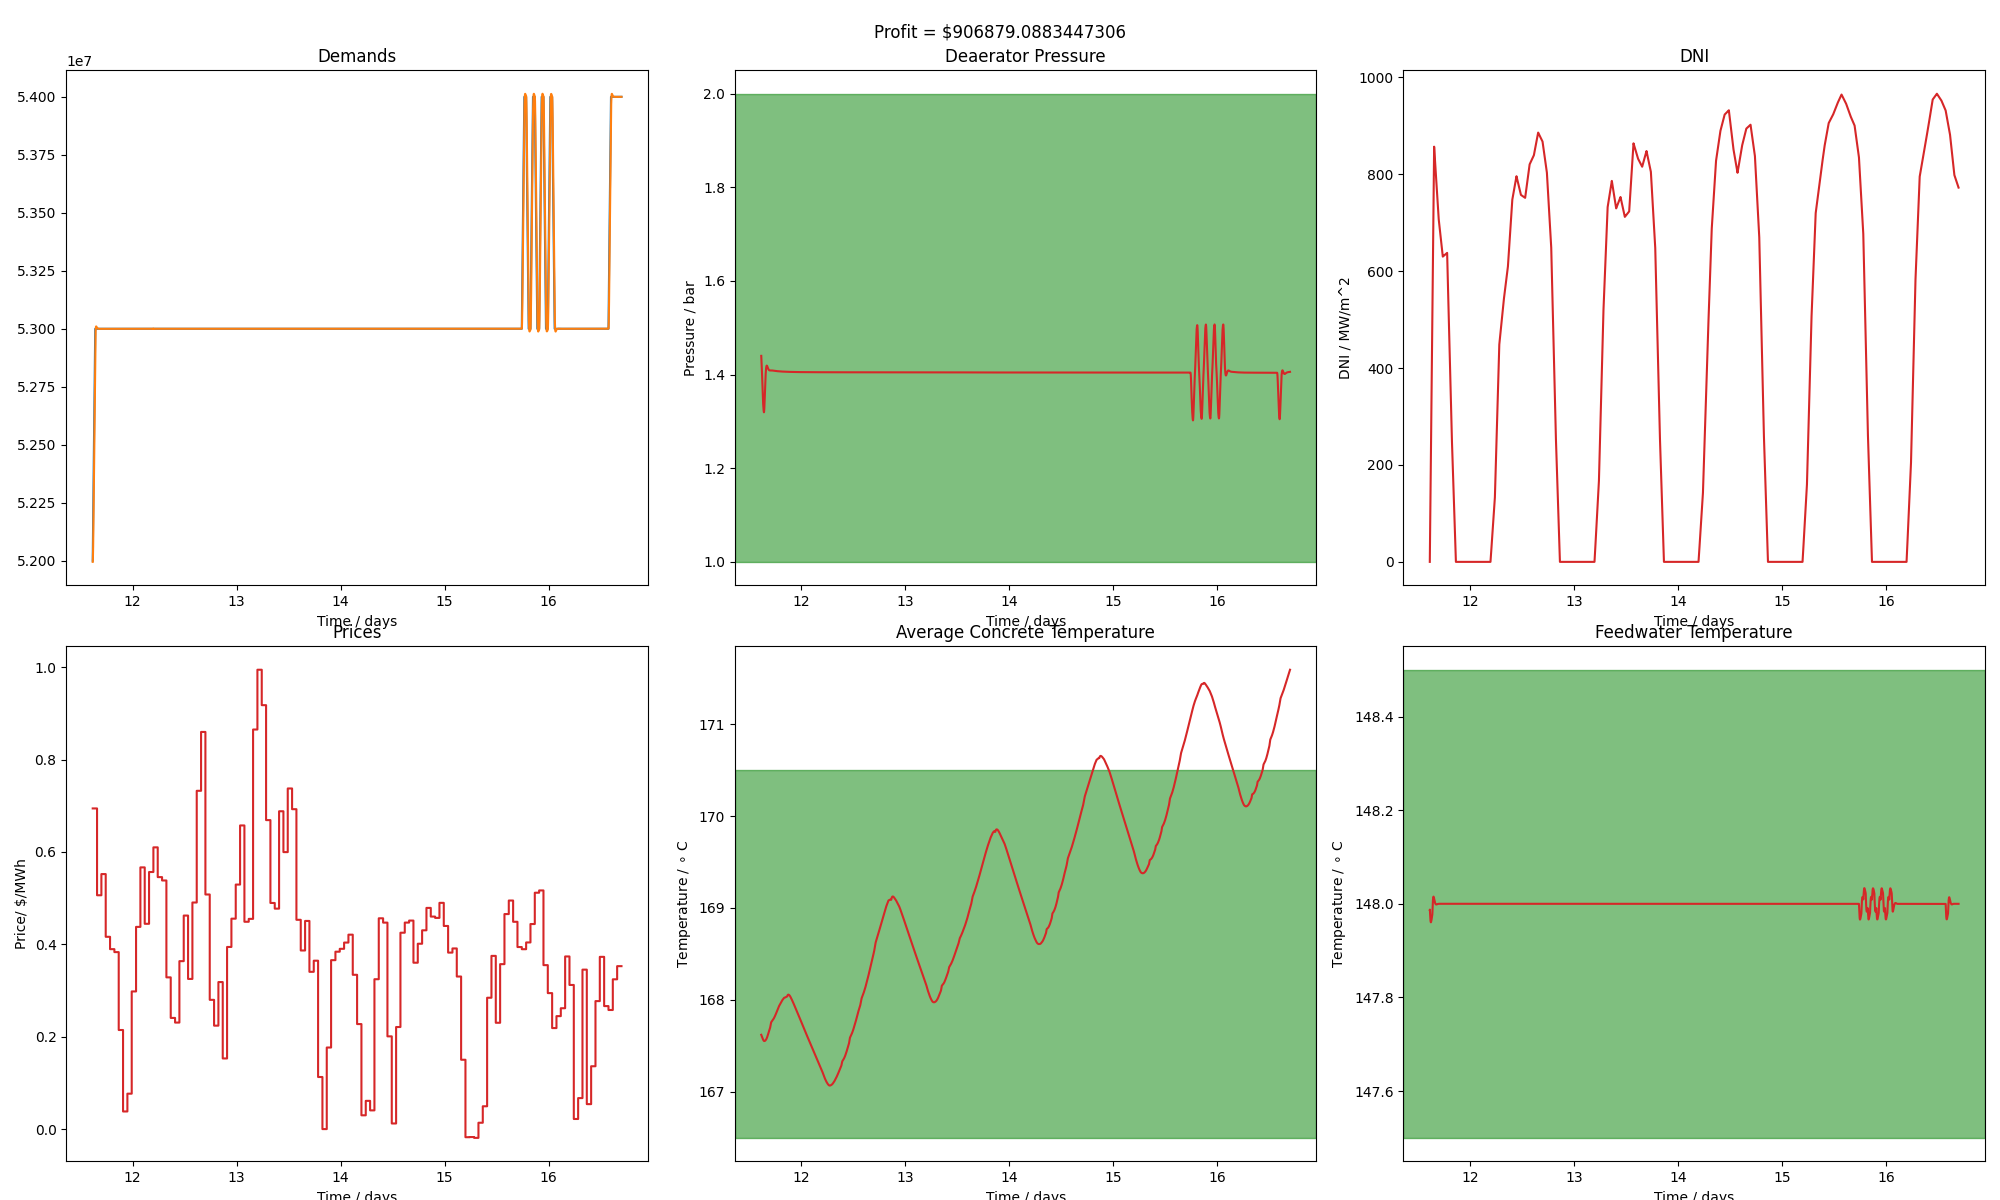 Profit = $906879.0883447306
Demands
1e7
5.400
5.375
5.350
5.325
5.300
5.275
5.250
5.225
5.200
12 13 14 15 16
Time / days
Deaerator Pressure
Pressure / bar
2.0
1.8
1.6
1.4
1.2
1.0
12 13 14 15 16
Time / days
DNI
DNI / MW/m^2
1000
800
600
400
200
0
12 13 14 15 16
Time / days
Prices
Price/ $/MWh
1.0
0.8
0.6
0.4
0.2
0.0
12 13 14 15 16
Time / days
Average Concrete Temperature
Temperature / ∘ C
171
170
169
168
167
12 13 14 15 16
Time / days
Feedwater Temperature
Temperature / ∘ C
148.4
148.2
148.0
147.8
147.6
12 13 14 15 16
Time / days